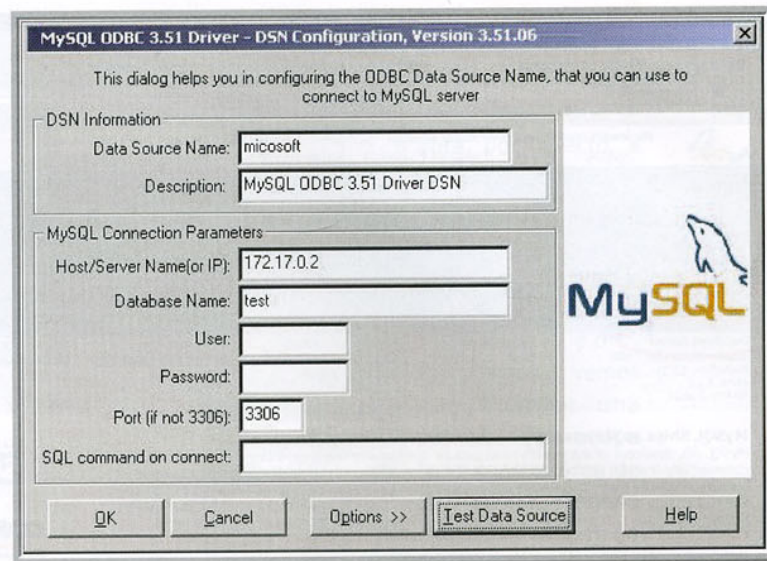 MySQL ODBC 3.51 Driver - DSN Configuration, Version 3.51.06
This dialog helps you in configuring the ODBC Data Source Name, that you can use to
connect to MySQL server
DSN Information
Data Source Name: micosoft
Description: MySQL ODBC 3.51 Driver DSN
MySQL Connection Parameters
Host/Server Name(or IP): 172.17.0.2
Database Name: test
User:
Password:
Port (if not 3306): 3306
SQL command on connect:
MySQL
OK
Cancel
Options >>
Test Data Source
Help